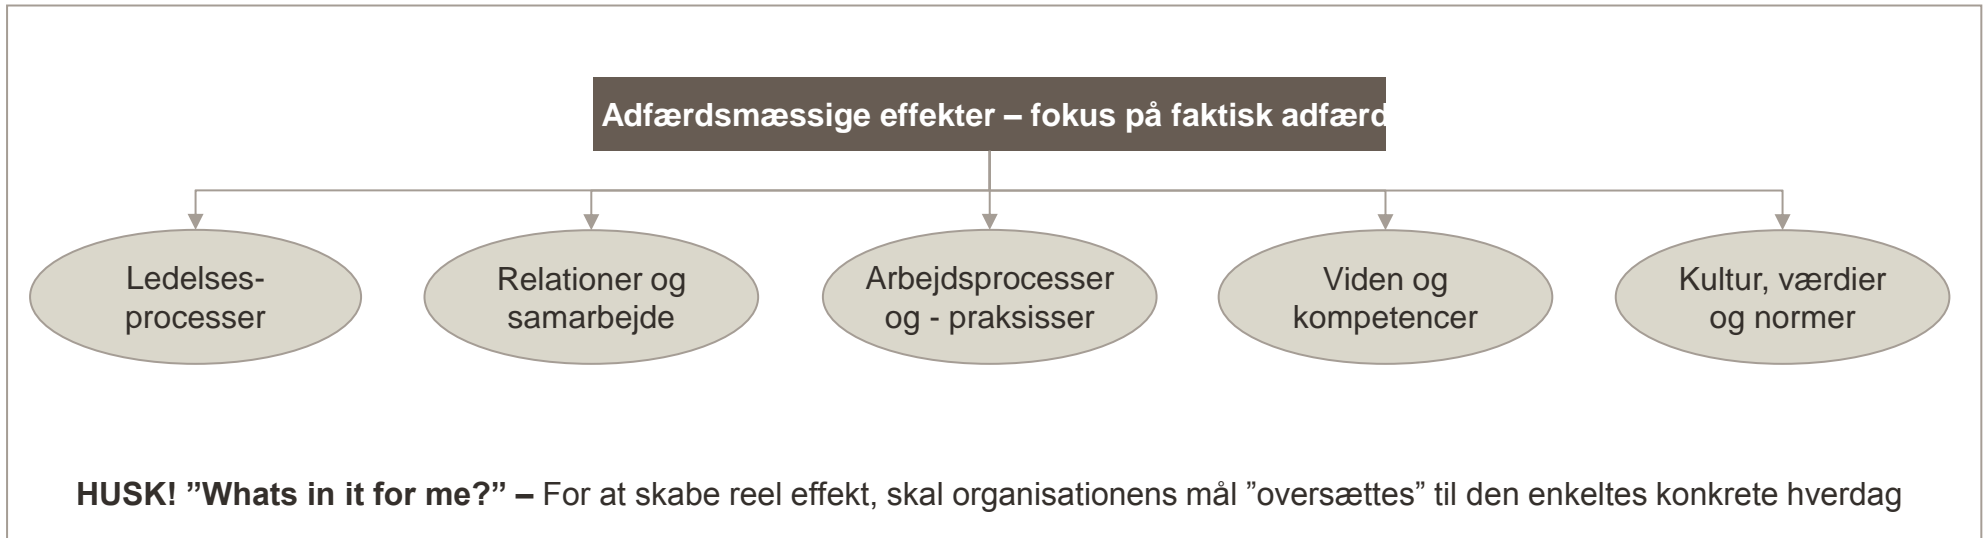 Adfærdsmæssige effekter – fokus på faktisk adfærd
Ledelses-
processer
Relationer og
samarbejde
Arbejdsprocesser
og - praksisser
Viden og
kompetencer
Kultur, værdier
og normer
HUSK! ”Whats in it for me?” – For at skabe reel effekt, skal organisationens mål ”oversættes” til den enkeltes konkrete hverdag